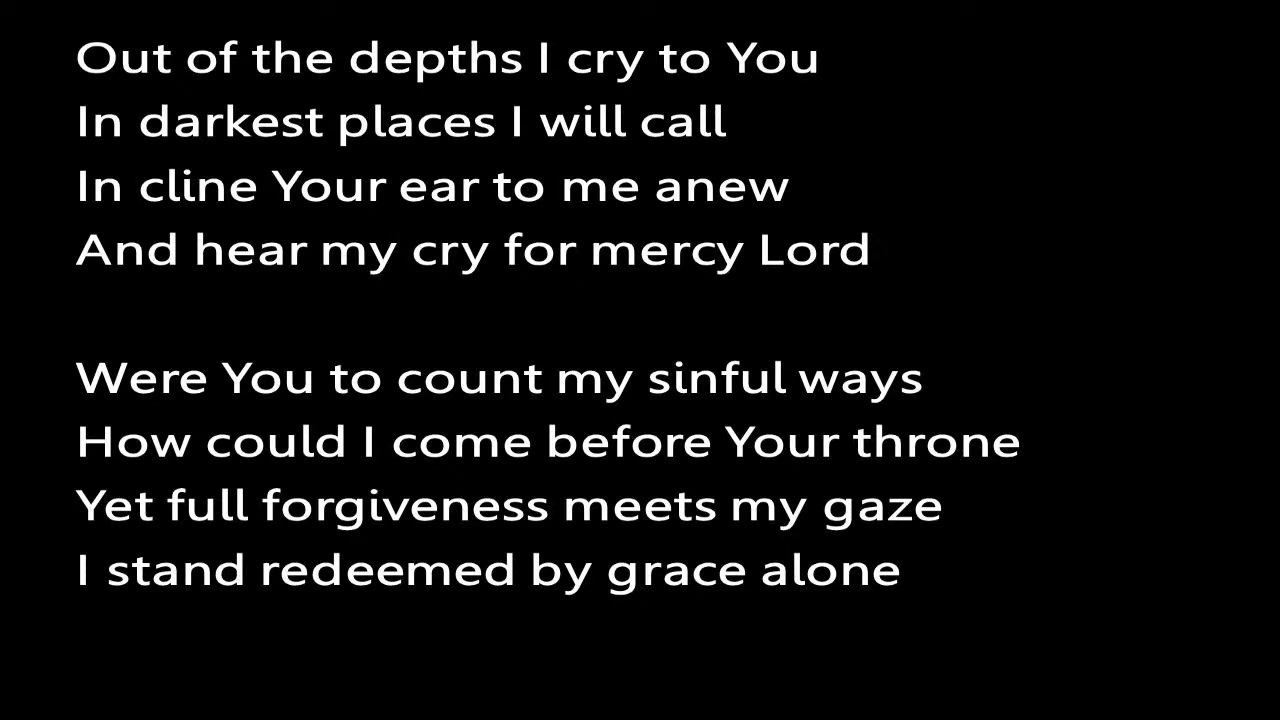 Out of the depths I cry to You
In darkest places I will call
In cline Your ear to me anew
And hear my cry for mercy Lord
Were You to count my sinful ways
How could I come before Your throne
Yet full forgiveness meets my gaze
I stand redeemed by grace alone